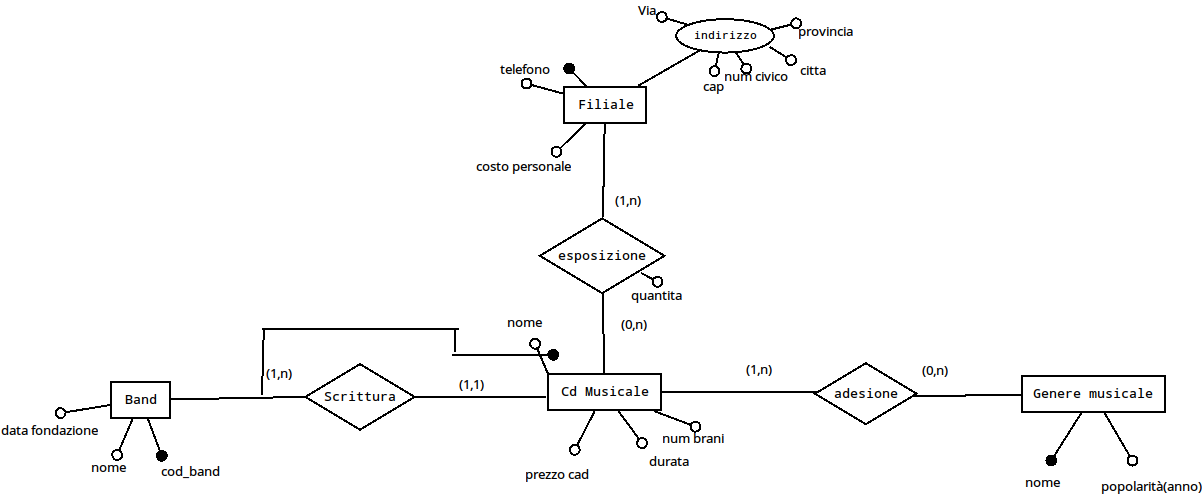 Via
indirizzo
provincia
telefono
citta
num civico
cap
Filiale
costo personale
(1,n)
esposizione
quantita
nome
(0,n)
(1,n)
(1,1)
(1,n)
(0,n)
Band
Scrittura
Cd Musicale
adesione
Genere musicale
data fondazione
nome
cod_band
num brani
durata
prezzo cad
nome
popolarità(anno)